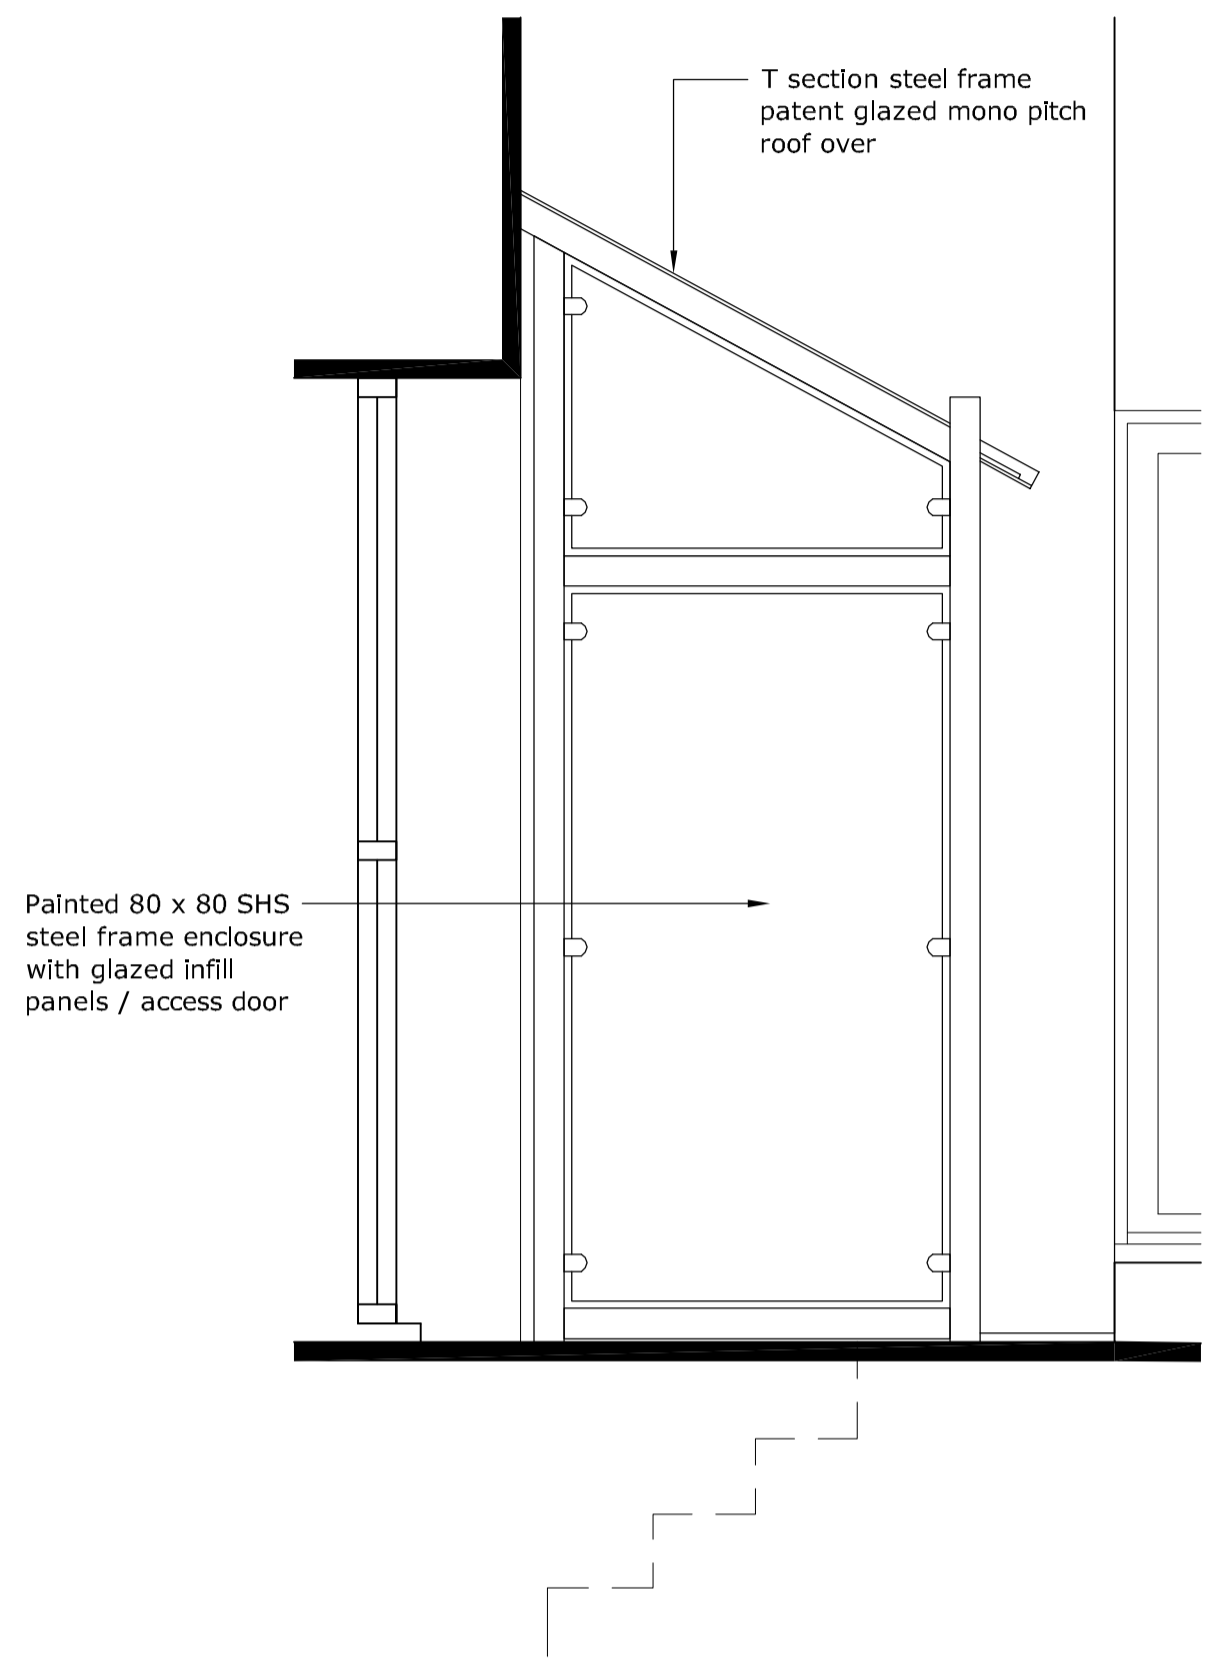 T section steel frame
patent glazed mono pitch
roof over
Painted 80 x 80 SHS
steel frame enclosure
with glazed infill
panels / access door